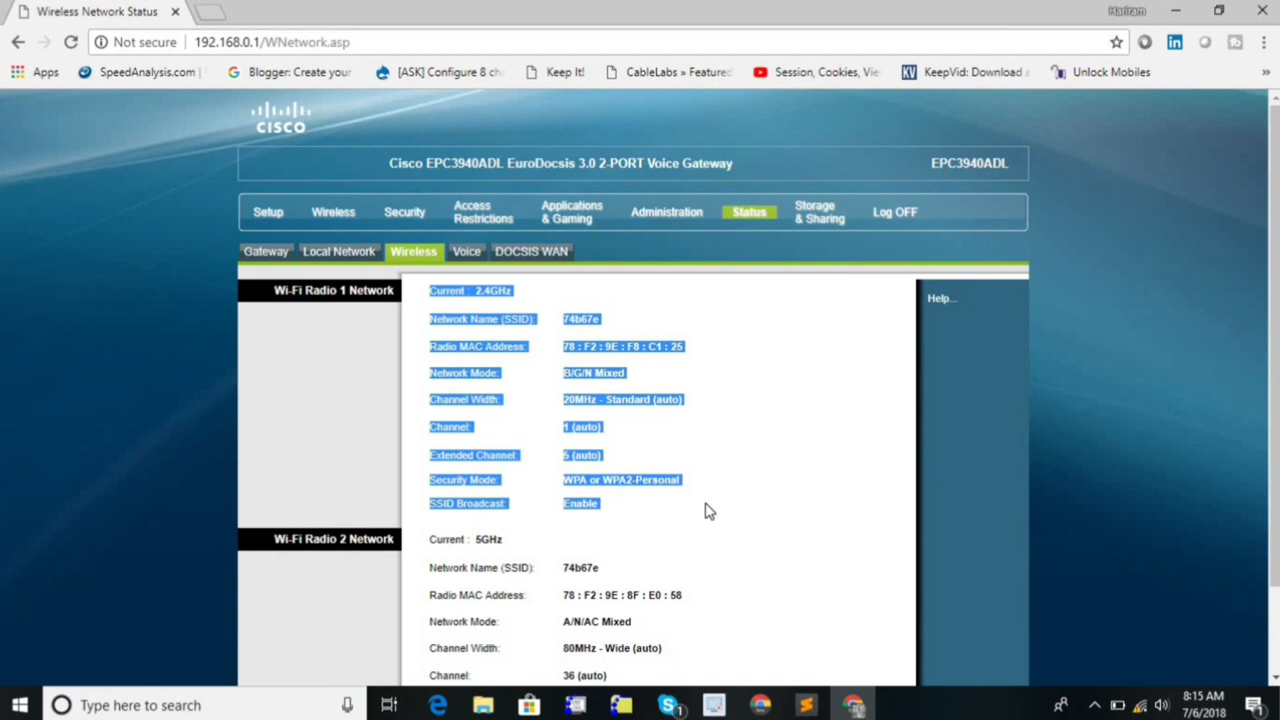 Wireless Network Status
Hariram
Not secure 192.168.0.1/WNetwork.asp
Apps SpeedAnalysis.com Blogger: Create your [ASK] Configure 8 ch Keep It! CableLabs » Featured Session, Cookies, Vie KeepVid: Download a Unlock Mobiles
CISCO
Cisco EPC3940ADL EuroDocsis 3.0 2-PORT Voice Gateway EPC3940ADL
Setup Wireless Security Access Restrictions Applications & Gaming Administration Status Storage & Sharing Log OFF
Gateway Local Network Wireless Voice DOCSIS WAN
Wi-Fi Radio 1 Network Current : 2.4GHz
Help...
Network Name (SSID): 74b67e
Radio MAC Address: 78 : F2 : 9E : F8 : C1 : 25
Network Mode: B/G/N Mixed
Channel Width: 20MHz - Standard (auto)
Channel: 1 (auto)
Extended Channel: 5 (auto)
Security Mode: WPA or WPA2-Personal
SSID Broadcast: Enable
Wi-Fi Radio 2 Network Current : 5GHz
Network Name (SSID): 74b67e
Radio MAC Address: 78 : F2 : 9E : 8F : E0 : 58
Network Mode: A/N/AC Mixed
Channel Width: 80MHz - Wide (auto)
Channel: 36 (auto)
Type here to search
8:15 AM
7/6/2018